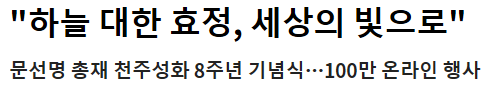 "하늘 대한 효정, 세상의 빛으로"
문선명 총재 천주성화 8주년 기념식…100만 온라인 행사